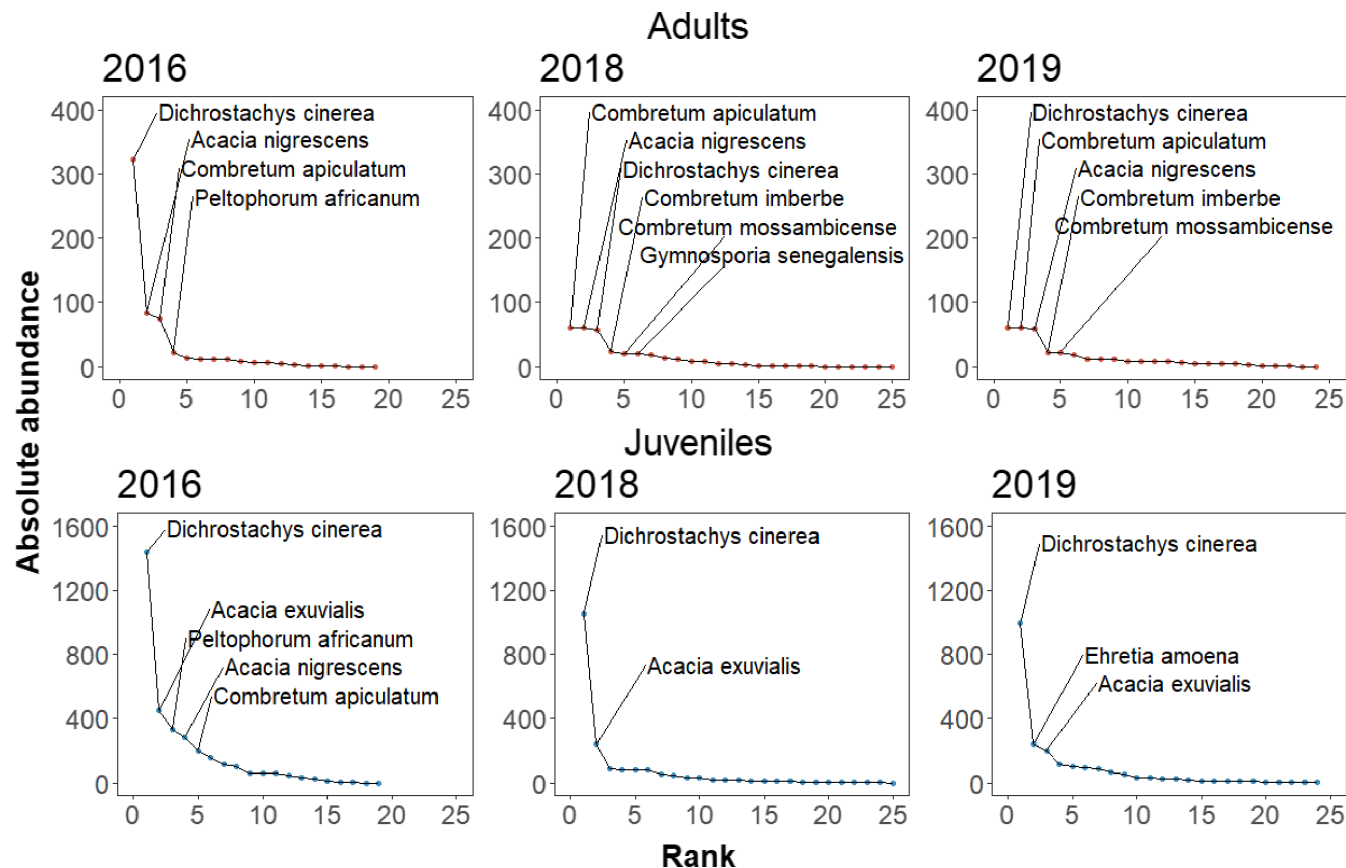 Adults
2016
2018
2019
400
300
200
100
0
Dichrostachys cinerea
Acacia nigrescens
Combretum apiculatum
Peltophorum africanum
0 5 10 15 20 25
400
300
200
100
0
Combretum apiculatum
Acacia nigrescens
Dichrostachys cinerea
Combretum imberbe
Combretum mossambicense
Gymnosporia senegalensis
0 5 10 15 20 25
400
300
200
100
0
Dichrostachys cinerea
Combretum apiculatum
Acacia nigrescens
Combretum imberbe
Combretum mossambicense
0 5 10 15 20 25
Absolute abundance
Juveniles
2016
2018
2019
1600
1200
800
400
0
Dichrostachys cinerea
Acacia exuvialis
Peltophorum africanum
Acacia nigrescens
Combretum apiculatum
0 5 10 15 20 25
1600
1200
800
400
0
Dichrostachys cinerea
Acacia exuvialis
0 5 10 15 20 25
1600
1200
800
400
0
Dichrostachys cinerea
Ehretia amoena
Acacia exuvialis
0 5 10 15 20 25
Rank